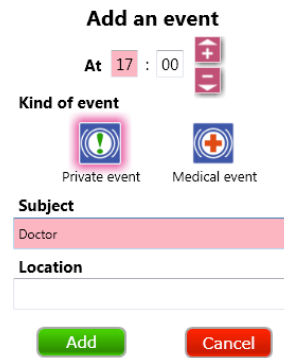 Add an event
At 17 : 00
Kind of event
Private event Medical event
Subject
Doctor
Location
Add Cancel